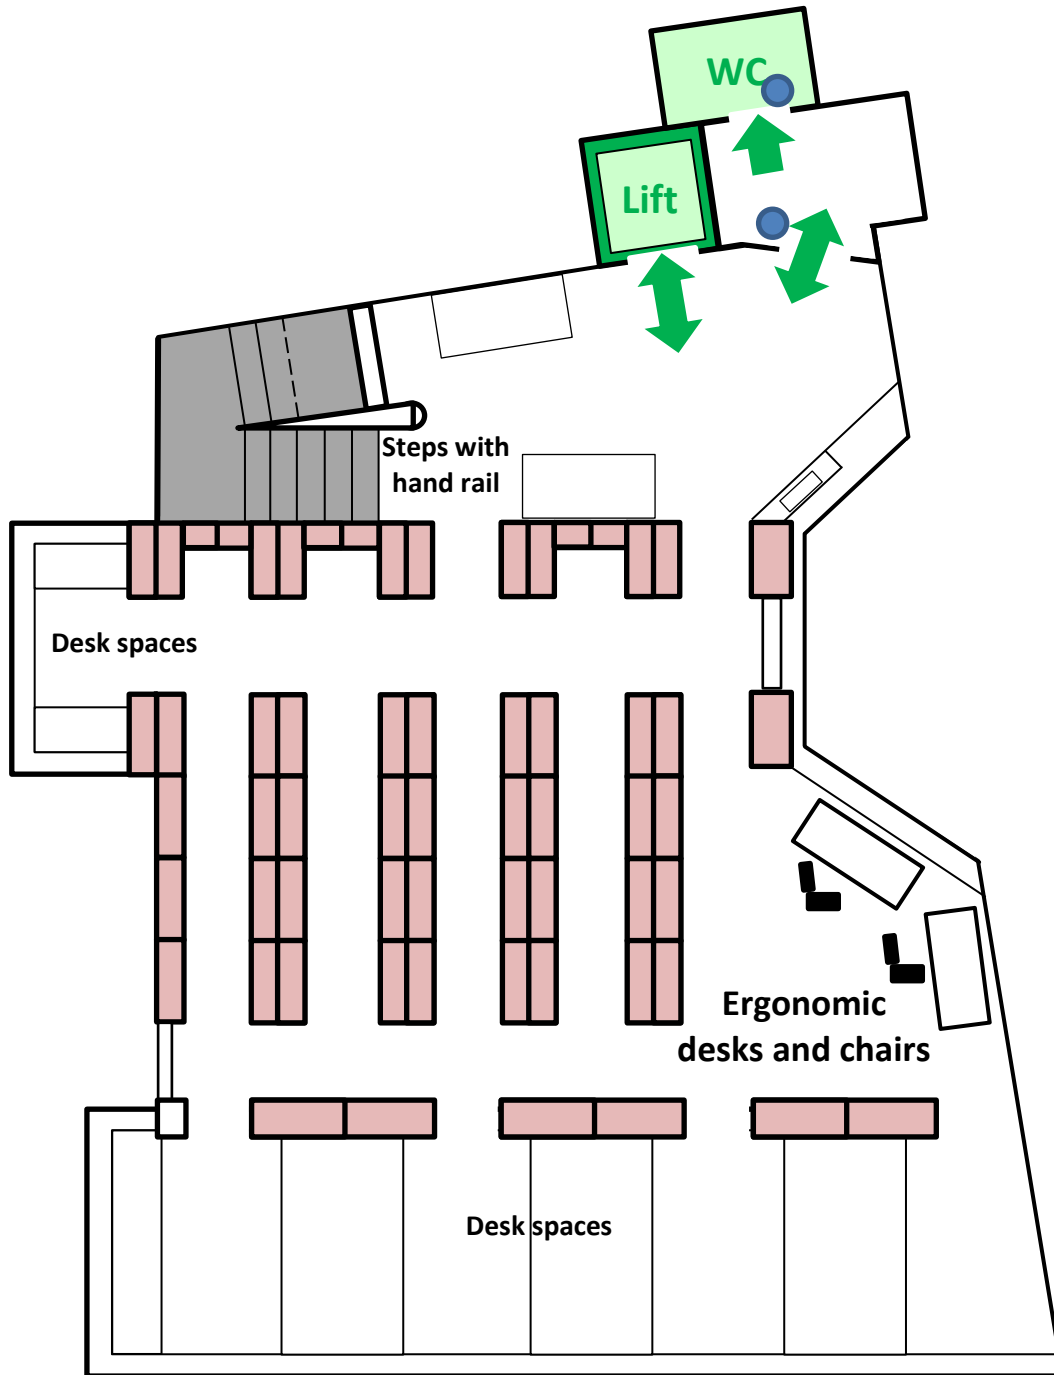 WC
Lift
Steps with
hand rail
Desk spaces
Ergonomic
desks and chairs
Desk spaces